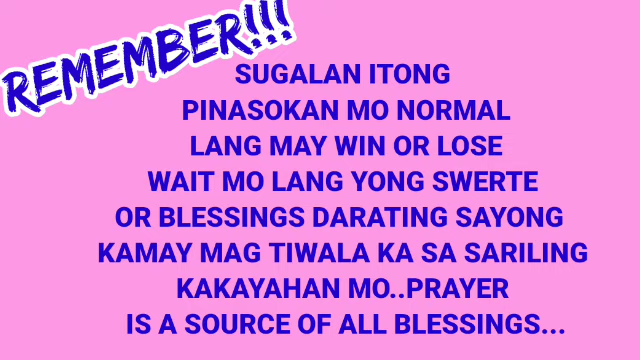 REMEMBER!!!
SUGALAN ITONG
PINASOKAN MO NORMAL
LANG MAY WIN OR LOSE
WAIT MO LANG YONG SWERTE
OR BLESSINGS DARATING SAYONG
KAMAY MAG TIWALA KA SA SARILING
KAKAYAHAN MO..PRAYER
IS A SOURCE OF ALL BLESSINGS...